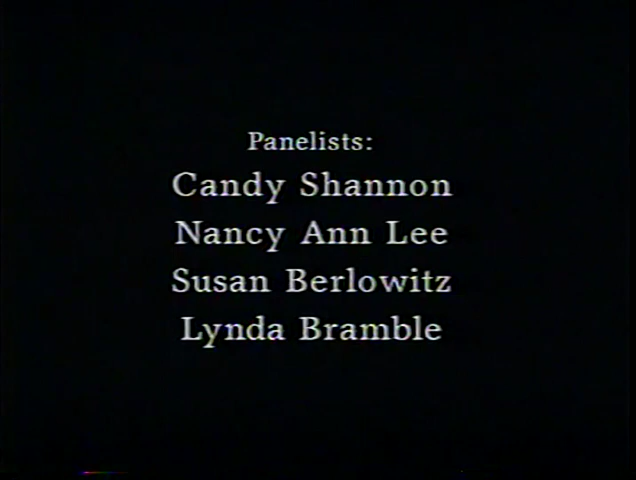 Panelists:
Candy Shannon
Nancy Ann Lee
Susan Berlowitz
Lynda Bramble